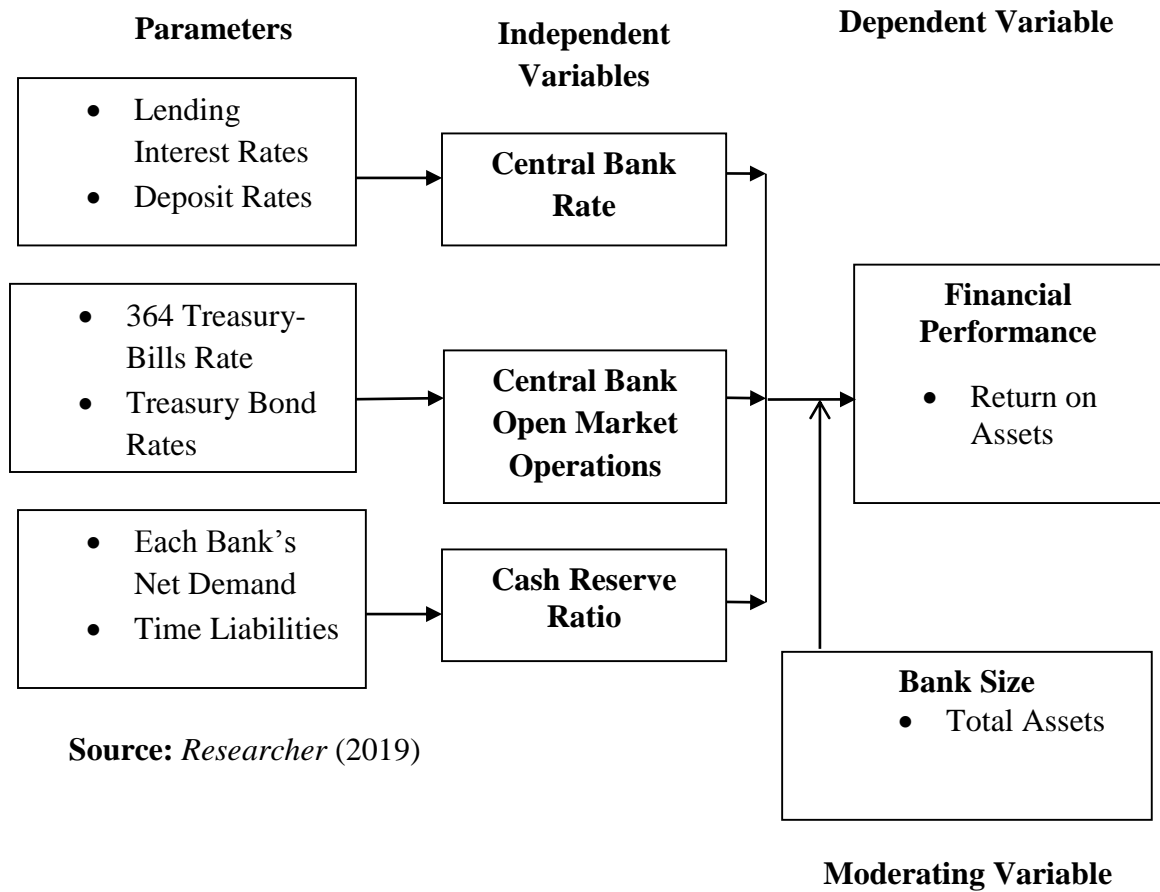 Parameters
Independent
Variables
Dependent Variable
• Lending
Interest Rates
• Deposit Rates
Central Bank
Rate
• 364 Treasury-
Bills Rate
• Treasury Bond
Rates
Central Bank
Open Market
Operations
Financial
Performance
• Return on
Assets
• Each Bank’s
Net Demand
• Time Liabilities
Cash Reserve
Ratio
Bank Size
• Total Assets
Source: Researcher (2019)
Moderating Variable